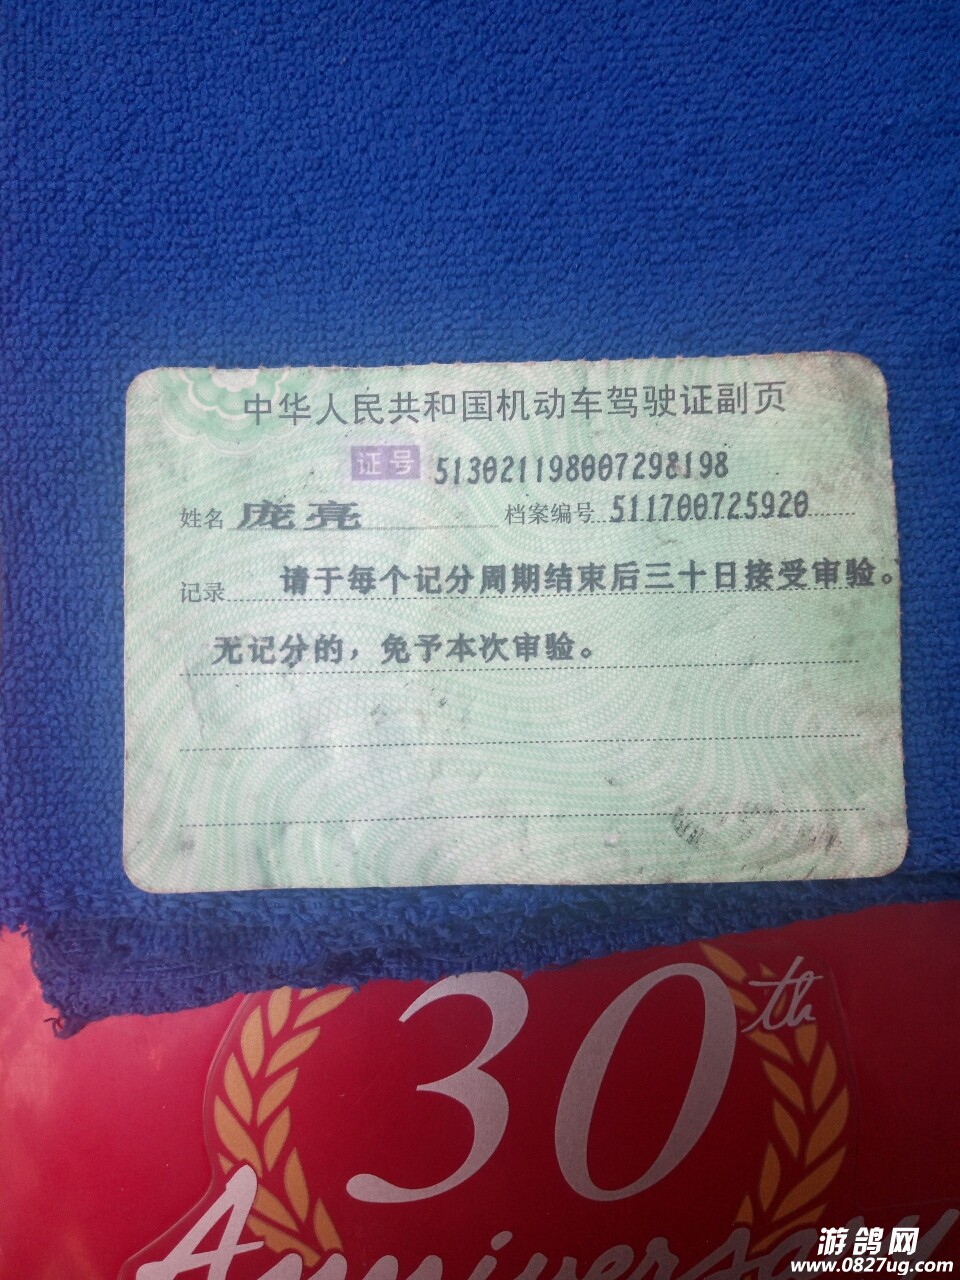 中华人民共和国机动车驾驶证副页
证号 513021198007298198
姓名 庞亮 档案编号 511700725920
记录 请于每个记分周期结束后三十日接受审验。
无记分的，免予本次审验。
30th
Anniversary
游鸽网
www.0827ug.com